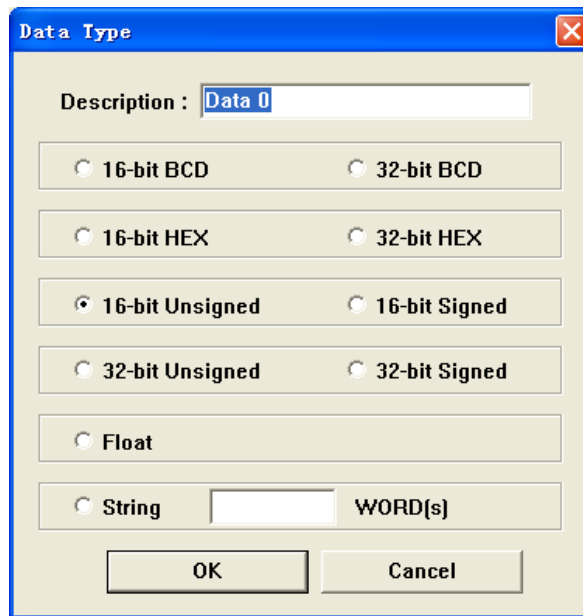 Data Type
Description : Data 0
16-bit BCD 32-bit BCD
16-bit HEX 32-bit HEX
16-bit Unsigned 16-bit Signed
32-bit Unsigned 32-bit Signed
Float
String WORD(s)
OK Cancel